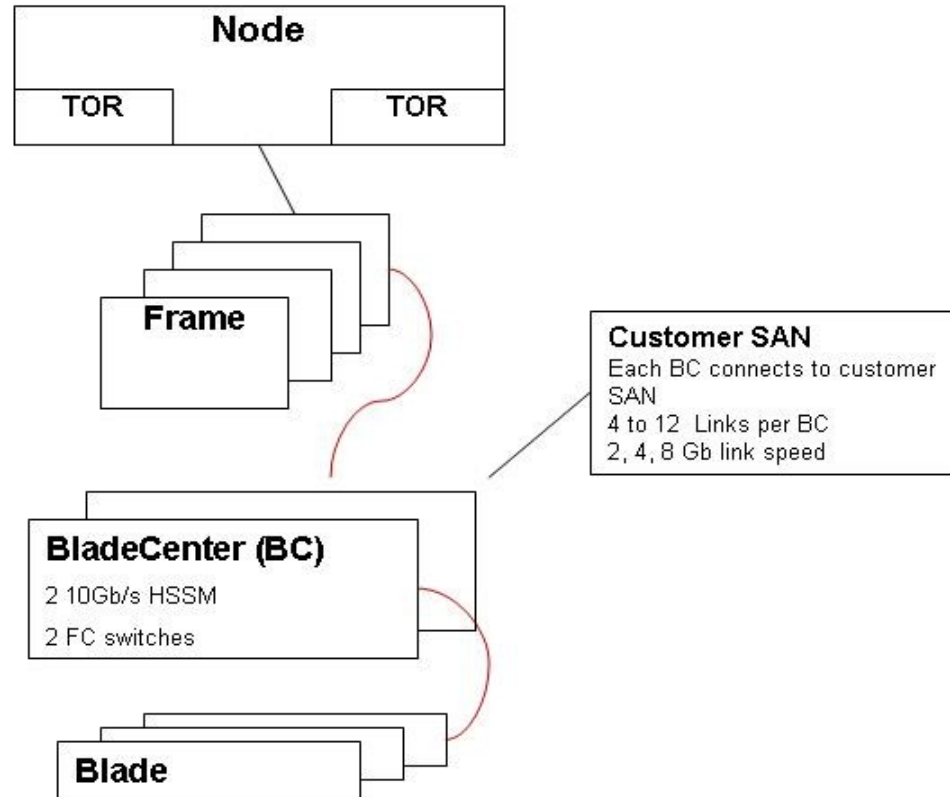 Node
TOR
TOR
Frame
Customer SAN
Each BC connects to customer
SAN
4 to 12 Links per BC
2, 4, 8 Gb link speed
BladeCenter (BC)
2 10Gb/s HSSM
2 FC switches
Blade